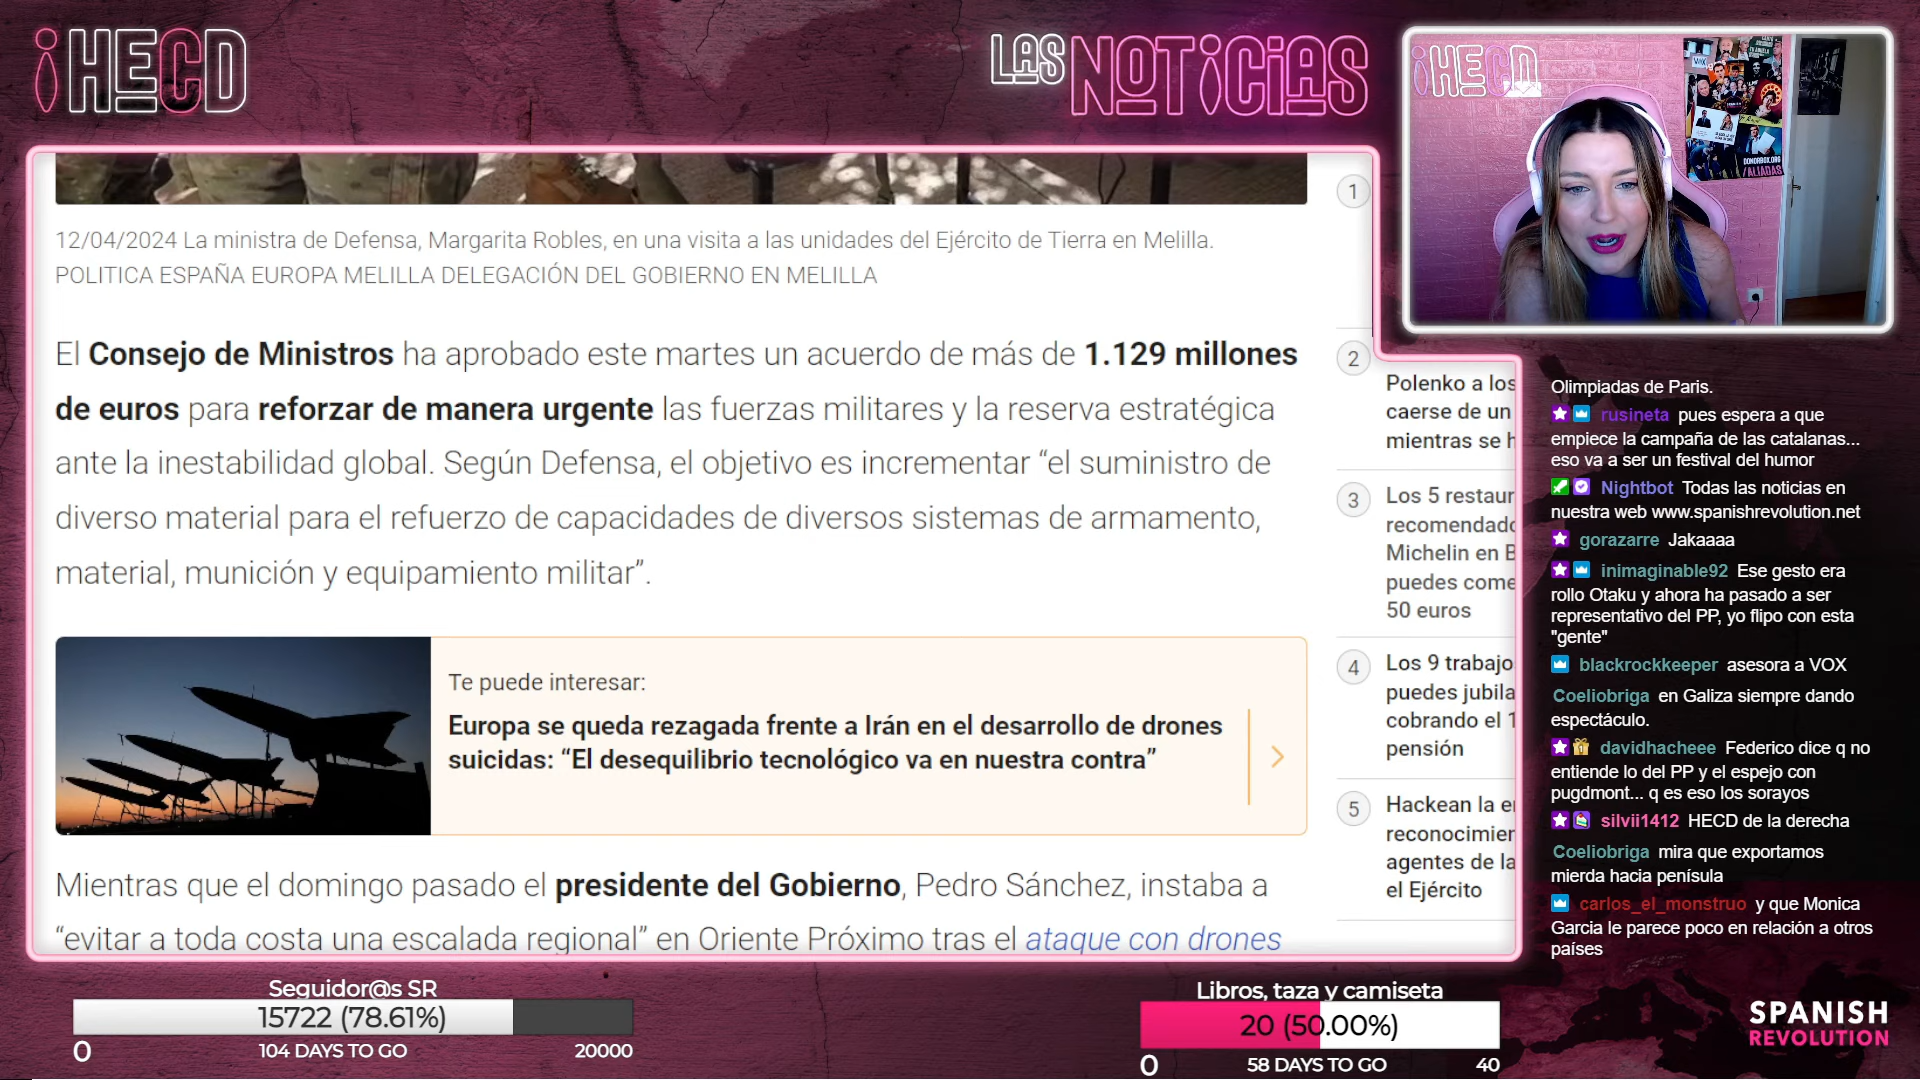 ¡HECD
LAS NOTICIAS
¡HECD
DONORBOX.ORG
/ALIADAS
12/04/2024 La ministra de Defensa, Margarita Robles, en una visita a las unidades del Ejército de Tierra en Melilla.
POLITICA ESPAÑA EUROPA MELILLA DELEGACIÓN DEL GOBIERNO EN MELILLA
El Consejo de Ministros ha aprobado este martes un acuerdo de más de 1.129 millones
de euros para reforzar de manera urgente las fuerzas militares y la reserva estratégica
ante la inestabilidad global. Según Defensa, el objetivo es incrementar “el suministro de
diverso material para el refuerzo de capacidades de diversos sistemas de armamento,
material, munición y equipamiento militar”.
Te puede interesar:
Europa se queda rezagada frente a Irán en el desarrollo de drones
suicidas: “El desequilibrio tecnológico va en nuestra contra”
Mientras que el domingo pasado el presidente del Gobierno, Pedro Sánchez, instaba a
“evitar a toda costa una escalada regional” en Oriente Próximo tras el ataque con drones
1
2
Polenko a los
caerse de un
mientras se h
3
Los 5 restaur
recomendado
Michelin en B
puedes come
50 euros
4
Los 9 trabajo
puedes jubila
cobrando el 1
pensión
5
Hackean la e
reconocimier
agentes de la
el Ejército
Olimpiadas de Paris.
rusineta pues espera a que
empiece la campaña de las catalanas...
eso va a ser un festival del humor
Nightbot Todas las noticias en
nuestra web www.spanishrevolution.net
gorazarre Jakaaaa
inimaginable92 Ese gesto era
rollo Otaku y ahora ha pasado a ser
representativo del PP, yo flipo con esta
"gente"
blackrockkeeper asesora a VOX
Coeliobriga en Galiza siempre dando
espectáculo.
davidhacheee Federico dice q no
entiende lo del PP y el espejo con
pugdmont... q es eso los sorayos
silvii1412 HECD de la derecha
Coeliobriga mira que exportamos
mierda hacia penísula
carlos_el_monstruo y que Monica
Garcia le parece poco en relación a otros
países
Seguidor@s SR
15722 (78.61%)
0 104 DAYS TO GO 20000
Libros, taza y camiseta
20 (50.00%)
0 58 DAYS TO GO 40
SPANISH
REVOLUTION